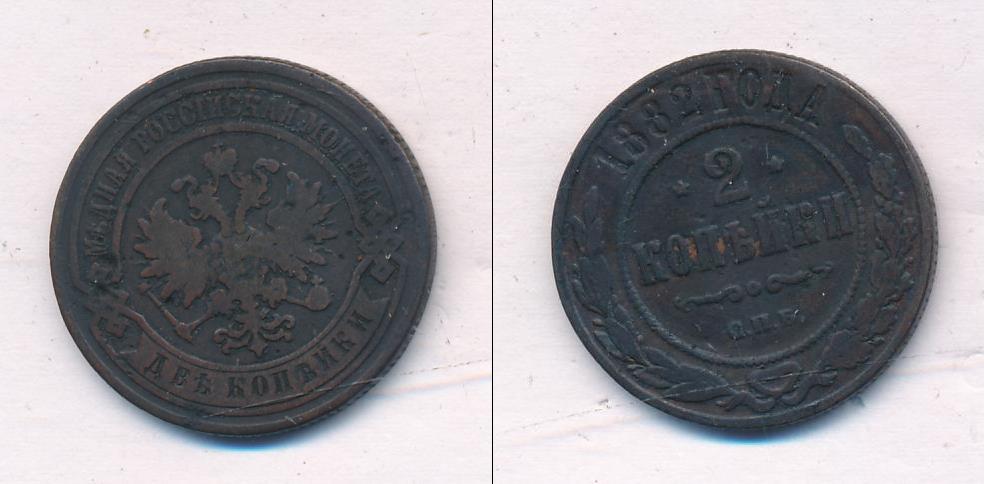 МѢДНАЯ РОССІЙСКАЯ МОНЕТА
ДВѢ КОПѢЙКИ
1882 ГОДА
2
КОПѢЙКИ
С.П.Б.